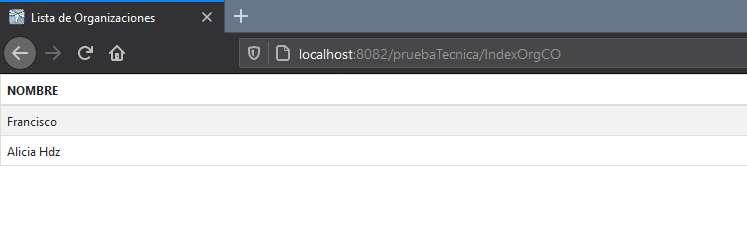 Lista de Organizaciones
localhost:8082/pruebaTecnica/IndexOrgCO
NOMBRE
Francisco
Alicia Hdz